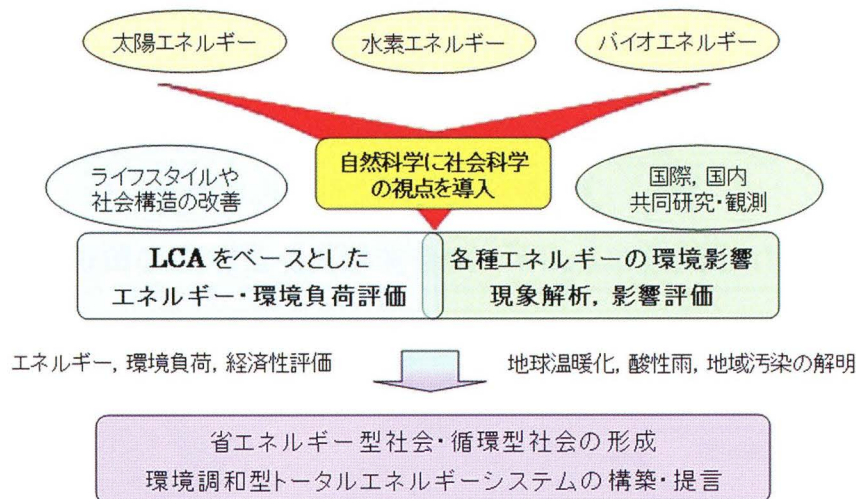 太陽エネルギー
水素エネルギー
バイオエネルギー
自然科学に社会科学
の視点を導入
ライフスタイルや
社会構造の改善
国際, 国内
共同研究・観測
LCAをベースとした
エネルギー・環境負荷評価
各種エネルギーの環境影響
現象解析, 影響評価
エネルギー, 環境負荷, 経済性評価
地球温暖化, 酸性雨, 地域汚染の解明
省エネルギー型社会・循環型社会の形成
環境調和型トータルエネルギーシステムの構築・提言